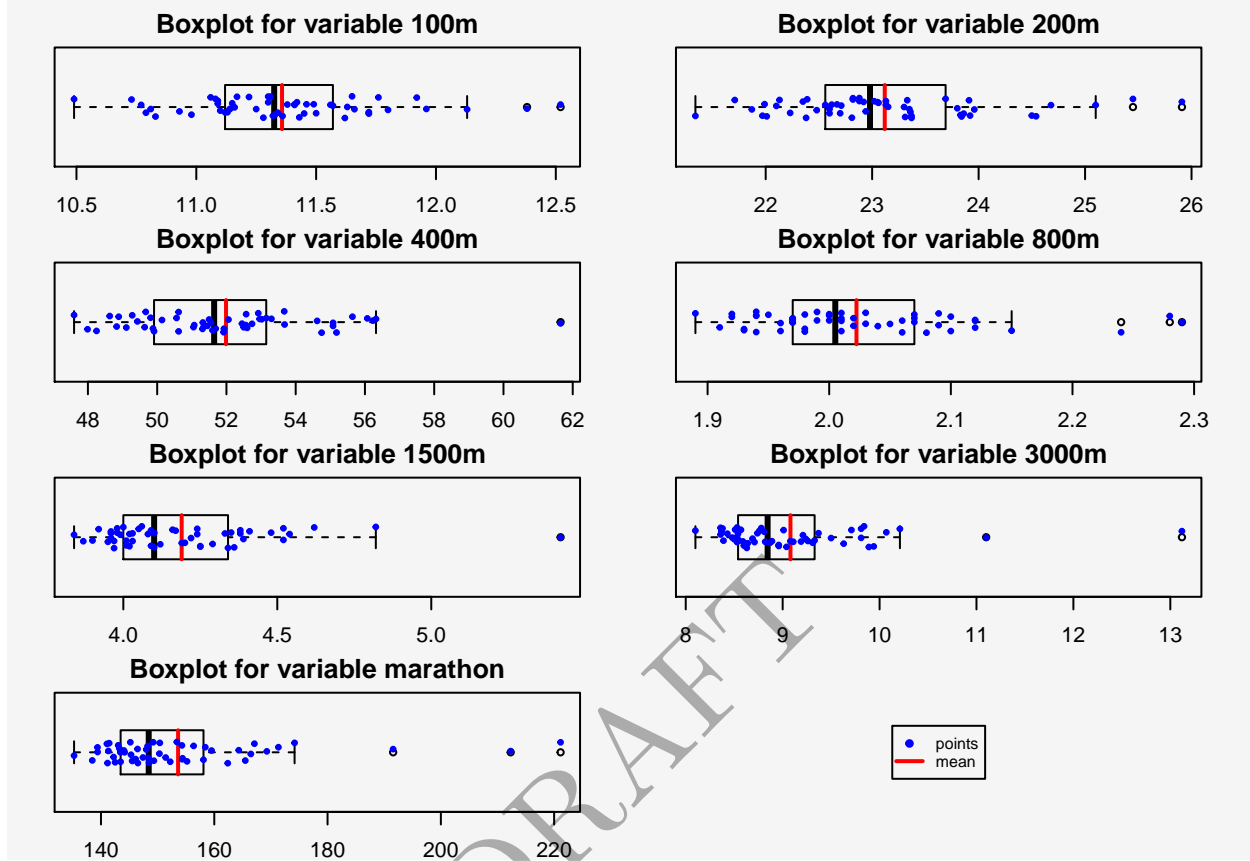 Boxplot for variable 100m
10.5 11.0 11.5 12.0 12.5
Boxplot for variable 200m
22 23 24 25 26
Boxplot for variable 400m
48 50 52 54 56 58 60 62
Boxplot for variable 800m
1.9 2.0 2.1 2.2 2.3
Boxplot for variable 1500m
4.0 4.5 5.0
Boxplot for variable 3000m
8 9 10 11 12 13
Boxplot for variable marathon
140 160 180 200 220
points
mean
DRAFT